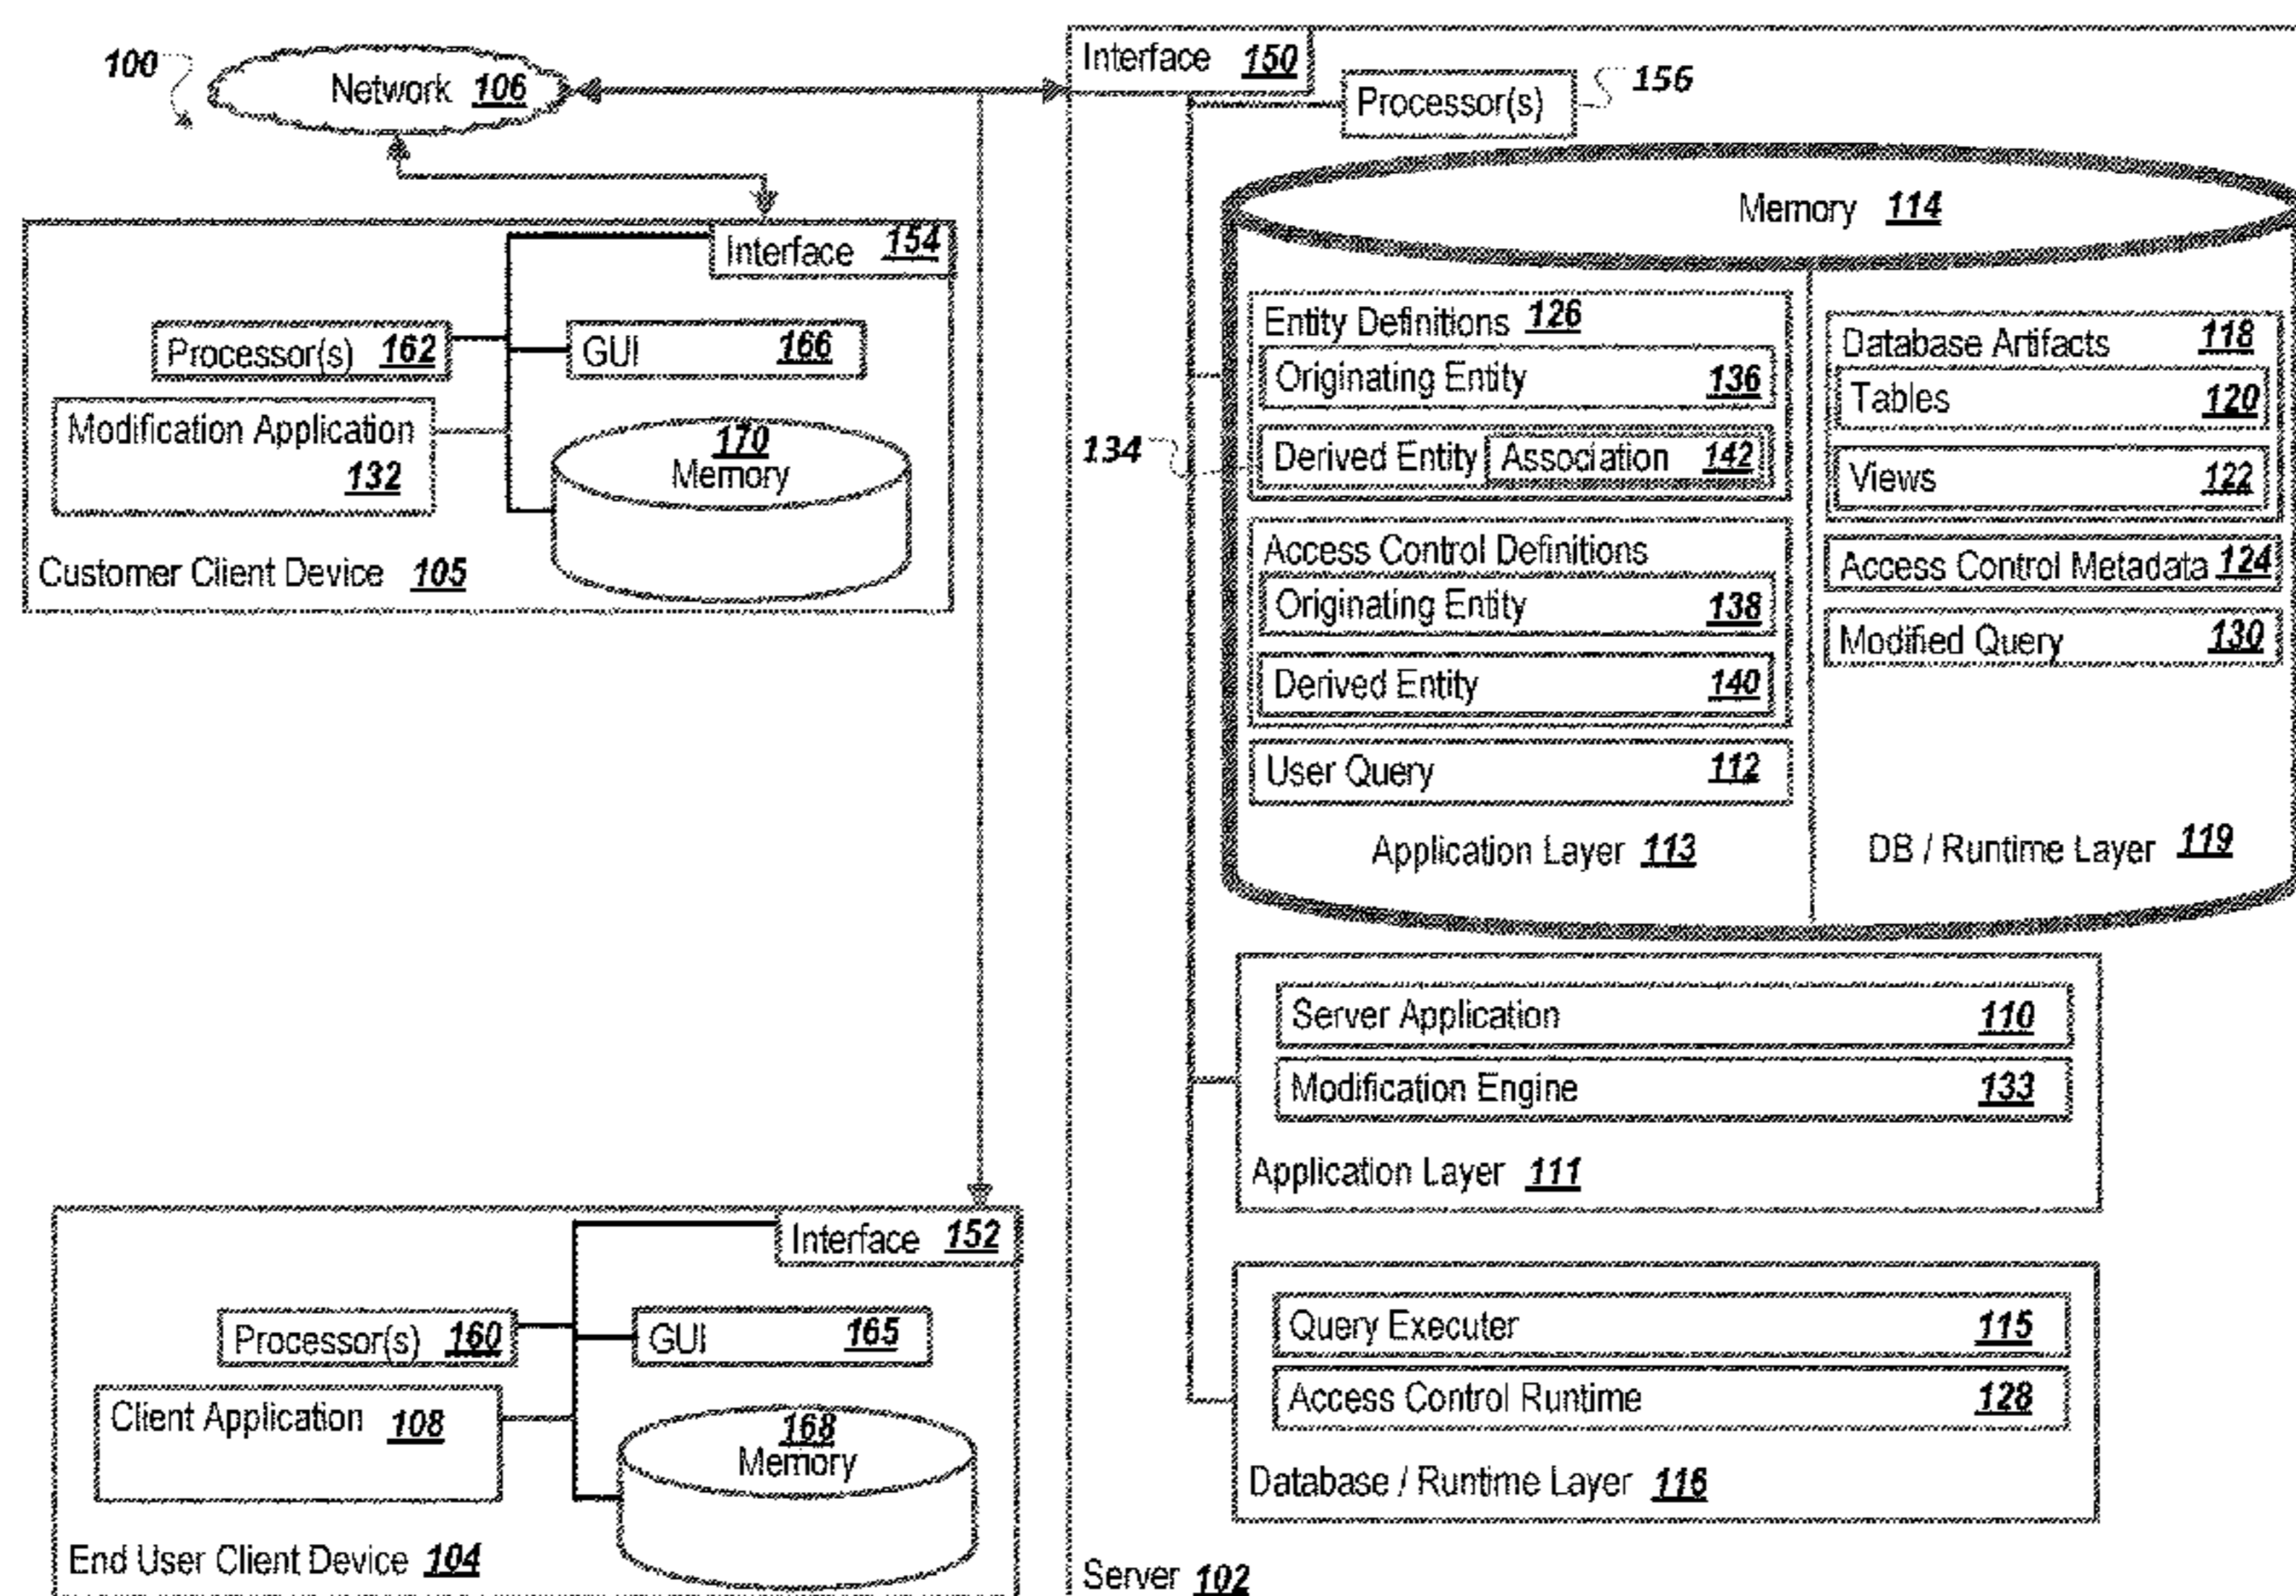 100
Network 106
Interface 154
Processor(s) 162
GUI 166
Modification Application
132
170
Memory
Customer Client Device 105
Interface 152
Processor(s) 160
GUI 165
Client Application 108
168
Memory
End User Client Device 104
Interface 150
Processor(s)
156
Memory 114
Entity Definitions 126
Originating Entity 136
134
Derived Entity Association 142
Access Control Definitions
Originating Entity 138
Derived Entity 140
User Query 112
Application Layer 113
Database Artifacts 118
Tables 120
Views 122
Access Control Metadata 124
Modified Query 130
DB / Runtime Layer 119
Server Application 110
Modification Engine 133
Application Layer 111
Query Executer 115
Access Control Runtime 128
Database / Runtime Layer 116
Server 102